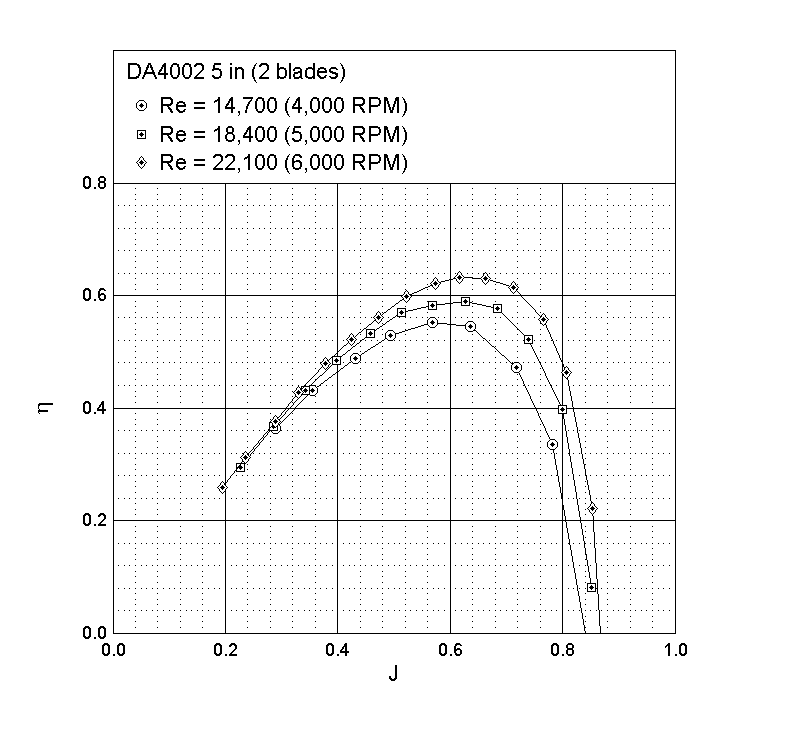 DA4002 5 in (2 blades)
Re = 14,700 (4,000 RPM)
Re = 18,400 (5,000 RPM)
Re = 22,100 (6,000 RPM)
0.8
0.6
0.4
η
0.2
0.0
0.0 0.2 0.4 0.6 0.8 1.0
J